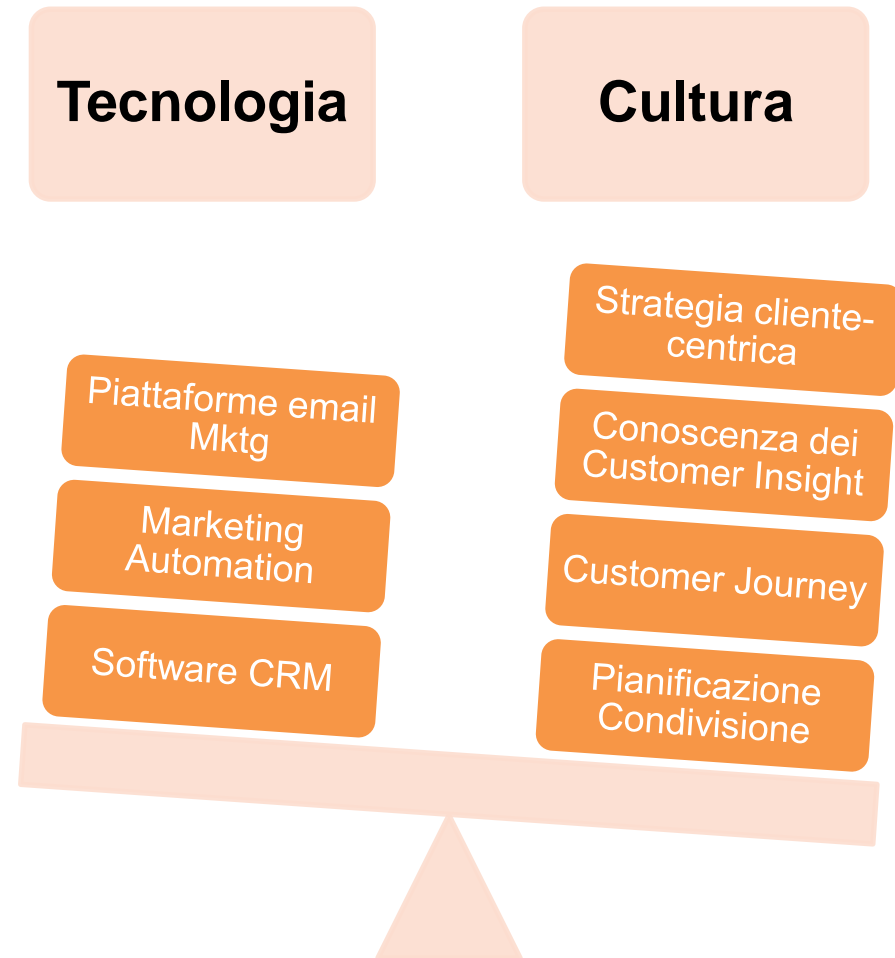 Tecnologia
Cultura
Piattaforme email
Mktg
Marketing
Automation
Software CRM
Strategia cliente-
centrica
Conoscenza dei
Customer Insight
Customer Journey
Pianificazione
Condivisione